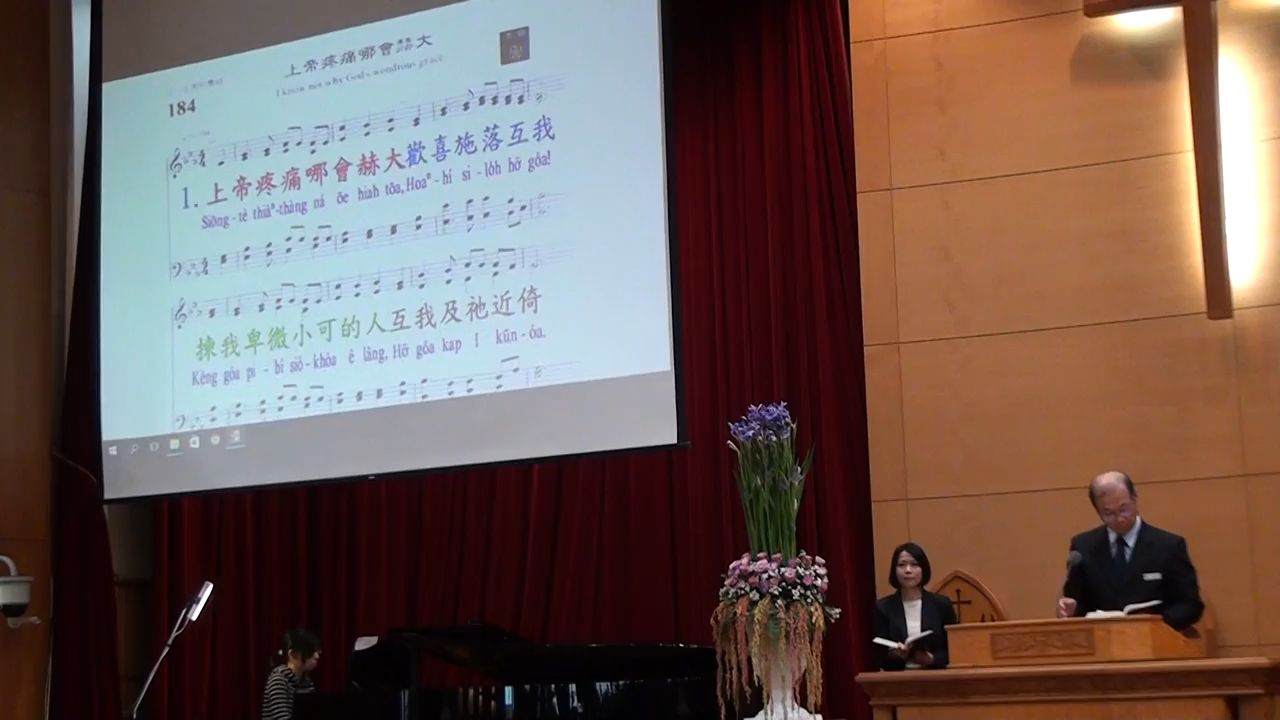 上帝疼痛哪會赫大
I know not why God's wondrous grace
184
1. 上帝疼痛哪會赫大歡喜施落互我
Siōng-tè thiàⁿ-thàng ná ōe hiah tōa, Hoaⁿ-hí si-lo̍h hō͘ góa!
揀我卑微小可的人互我及祂近倚
Kéng góa pi-bî sió-khóa ê lâng, Hō͘ góa kap I kūn-óa.